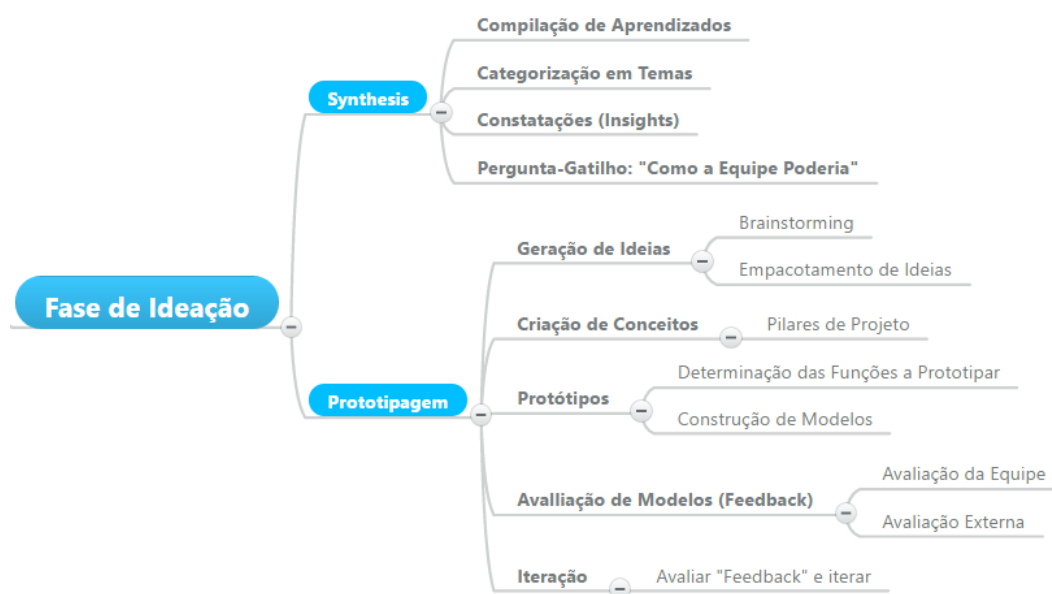 Compilação de Aprendizados
Categorização em Temas
Synthesis
Constatações (Insights)
Pergunta-Gatilho: "Como a Equipe Poderia"
Fase de Ideação
Brainstorming
Geração de Ideias
Empacotamento de Ideias
Criação de Conceitos
Pilares de Projeto
Determinação das Funções a Prototipar
Protótipos
Construção de Modelos
Prototipagem
Avaliação da Equipe
Avalliação de Modelos (Feedback)
Avaliação Externa
Iteração
Avaliar "Feedback" e iterar